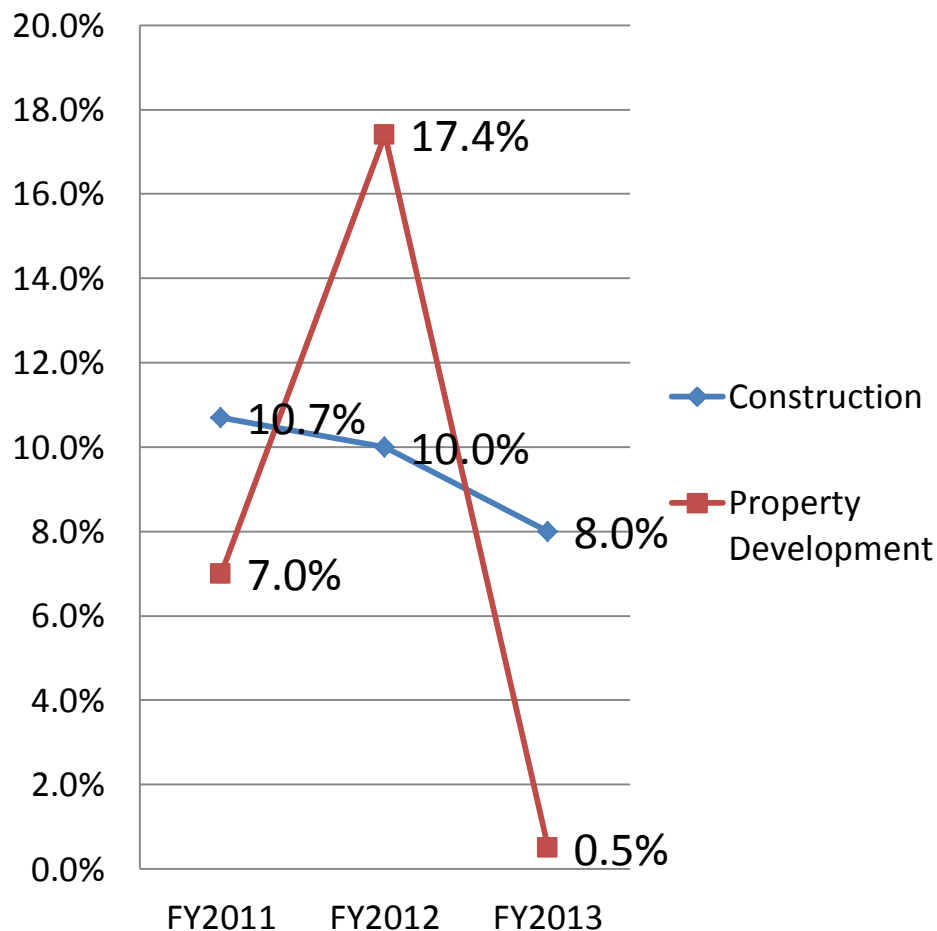 20.0%
18.0%
16.0%
14.0%
12.0%
10.0%
8.0%
6.0%
4.0%
2.0%
0.0%
17.4%
10.7%
10.0%
8.0%
7.0%
0.5%
FY2011
FY2012
FY2013
Construction
Property
Development